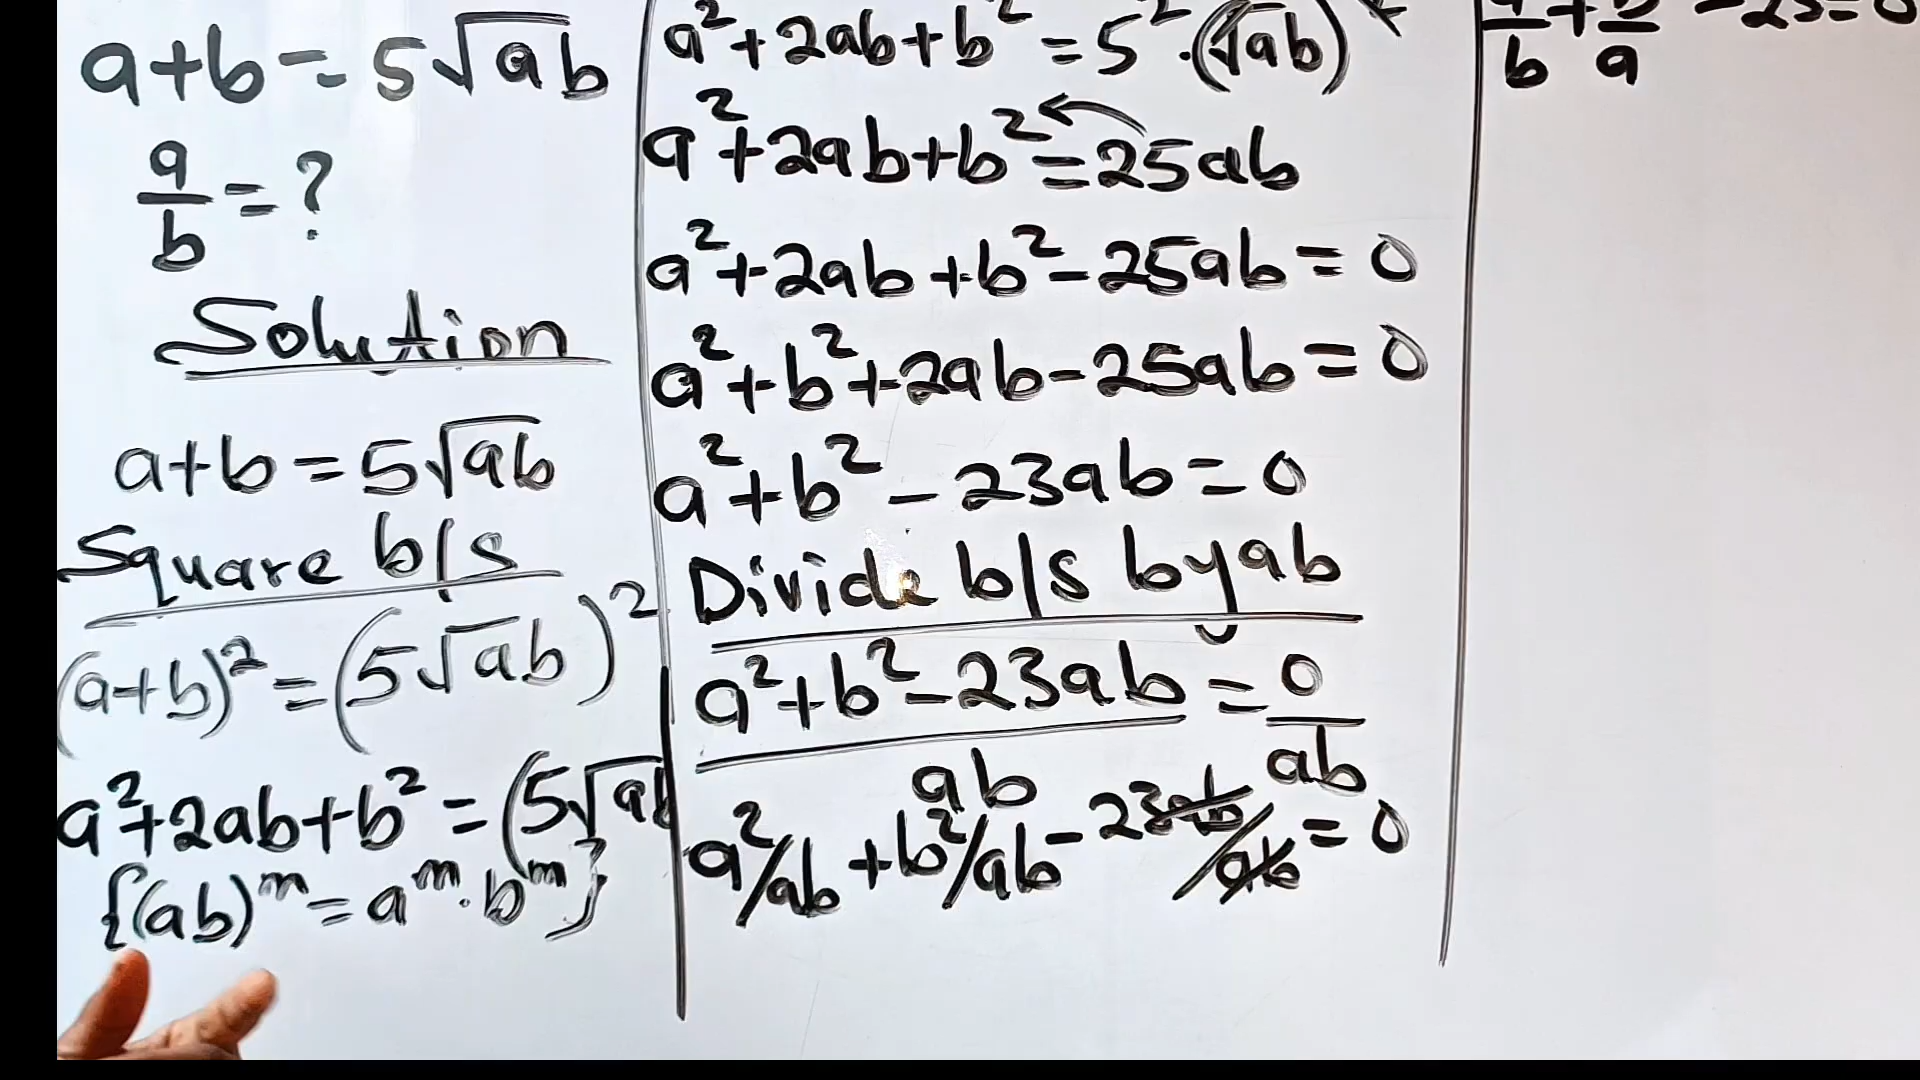 a+b=5√ab
a/b=?
Solution
a+b=5√ab
Square b/s
(a+b)²=(5√ab)²
a²+2ab+b²=(5√ab
{(ab)ᵐ=aᵐ.bᵐ}
a²+2ab+b²=5².(√ab)²
a²+2ab+b²=25ab
a²+2ab+b²-25ab=0
a²+b²+2ab-25ab=0
a²+b²-23ab=0
Divide b/s by ab
a²+b²-23ab/ab=0/ab
a²/ab+b²/ab-23ab/ab=0
a/b+b/a-23=0